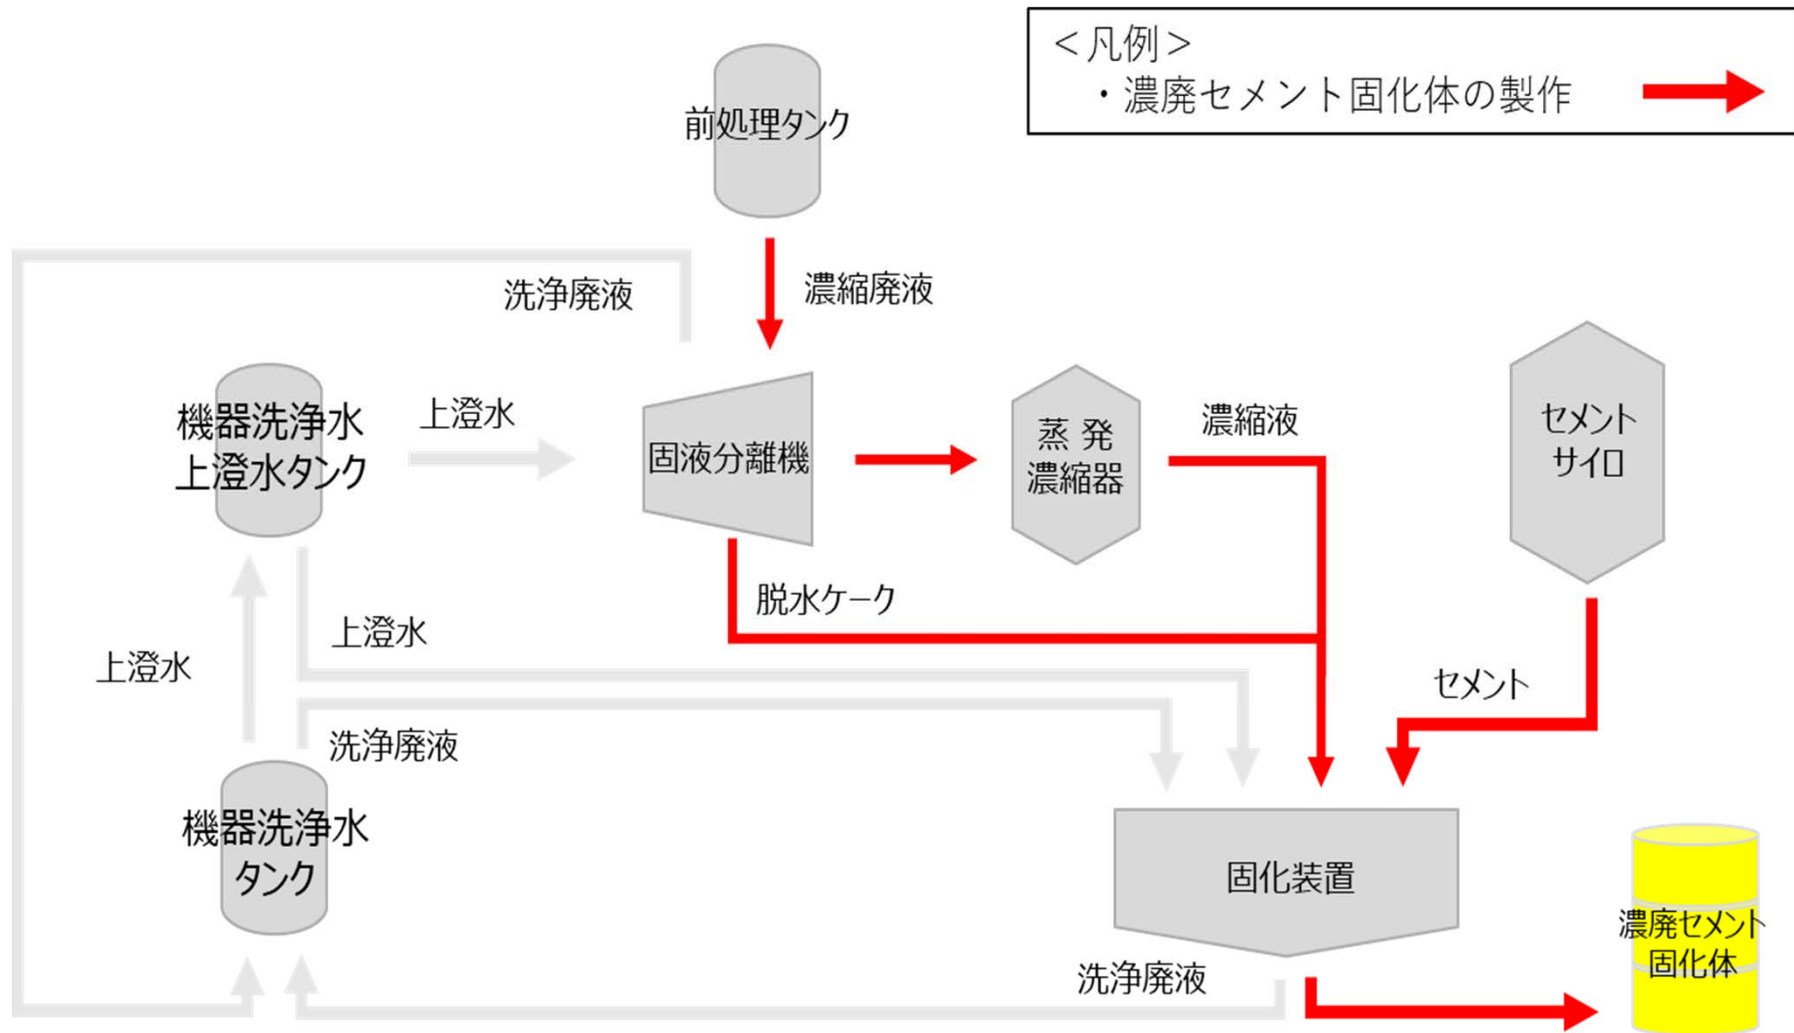 ＜凡例＞
・濃廃セメント固化体の製作
前処理タンク
洗浄廃液
濃縮廃液
機器洗浄水
上澄水タンク
上澄水
固液分離機
蒸 発
濃縮器
濃縮液
セメント
サイロ
脱水ケーク
上澄水
上澄水
セメント
洗浄廃液
機器洗浄水
タンク
固化装置
濃廃セメント
固化体
洗浄廃液